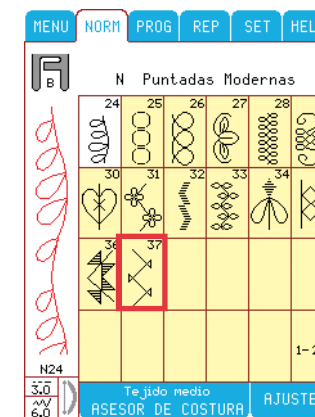 MENU NORM PROG REP SET HEL
B
N Puntadas Modernas
24 25 26 27 28
30 31 32 33 34
36 37
1-2
N24
3.0
6.0
Tejido medio
ASESOR DE COSTURA
AJUSTE